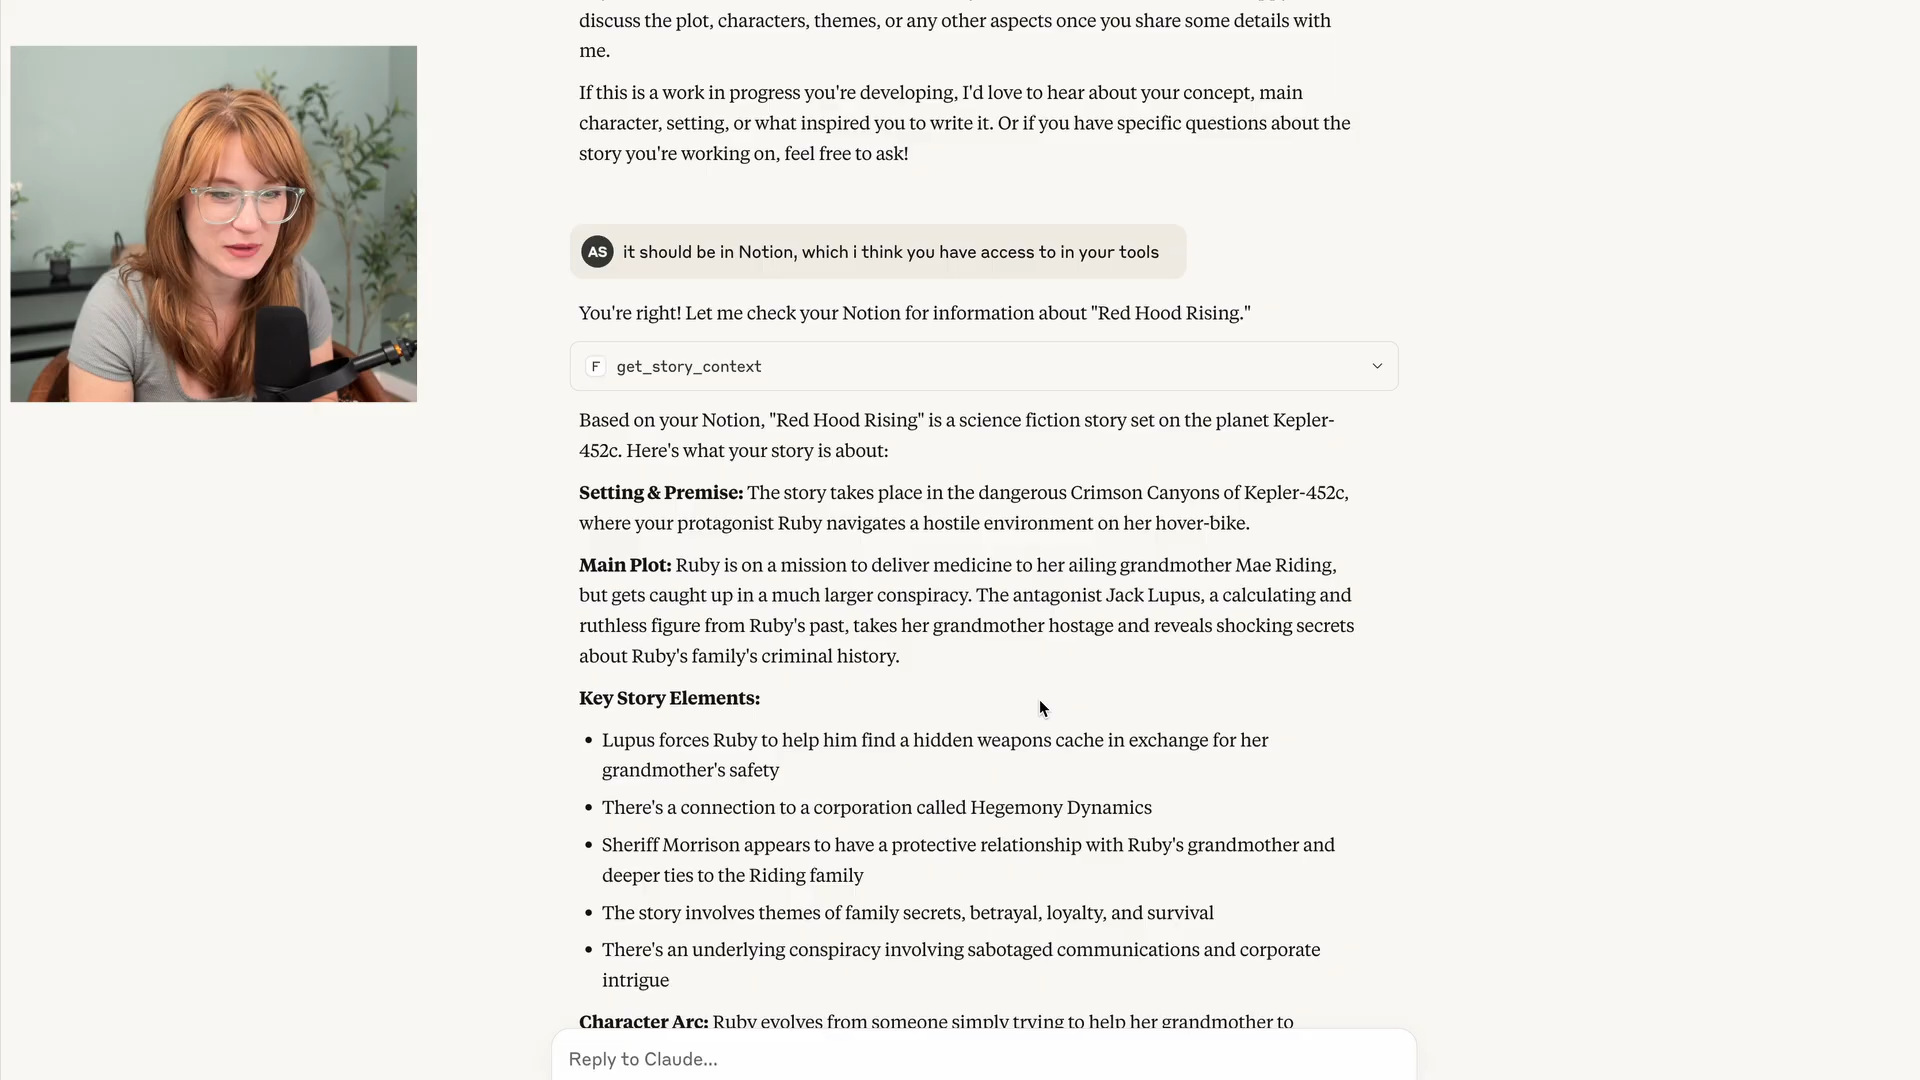 discuss the plot, characters, themes, or any other aspects once you share some details with
me.
If this is a work in progress you're developing, I'd love to hear about your concept, main
character, setting, or what inspired you to write it. Or if you have specific questions about the
story you're working on, feel free to ask!
AS it should be in Notion, which i think you have access to in your tools
You're right! Let me check your Notion for information about "Red Hood Rising."
F get_story_context
Based on your Notion, "Red Hood Rising" is a science fiction story set on the planet Kepler-
452c. Here's what your story is about:
Setting & Premise: The story takes place in the dangerous Crimson Canyons of Kepler-452c,
where your protagonist Ruby navigates a hostile environment on her hover-bike.
Main Plot: Ruby is on a mission to deliver medicine to her ailing grandmother Mae Riding,
but gets caught up in a much larger conspiracy. The antagonist Jack Lupus, a calculating and
ruthless figure from Ruby's past, takes her grandmother hostage and reveals shocking secrets
about Ruby's family's criminal history.
Key Story Elements:
• Lupus forces Ruby to help him find a hidden weapons cache in exchange for her
grandmother's safety
• There's a connection to a corporation called Hegemony Dynamics
• Sheriff Morrison appears to have a protective relationship with Ruby's grandmother and
deeper ties to the Riding family
• The story involves themes of family secrets, betrayal, loyalty, and survival
• There's an underlying conspiracy involving sabotaged communications and corporate
intrigue
Character Arc: Ruby evolves from someone simply trying to help her grandmother to
Reply to Claude...